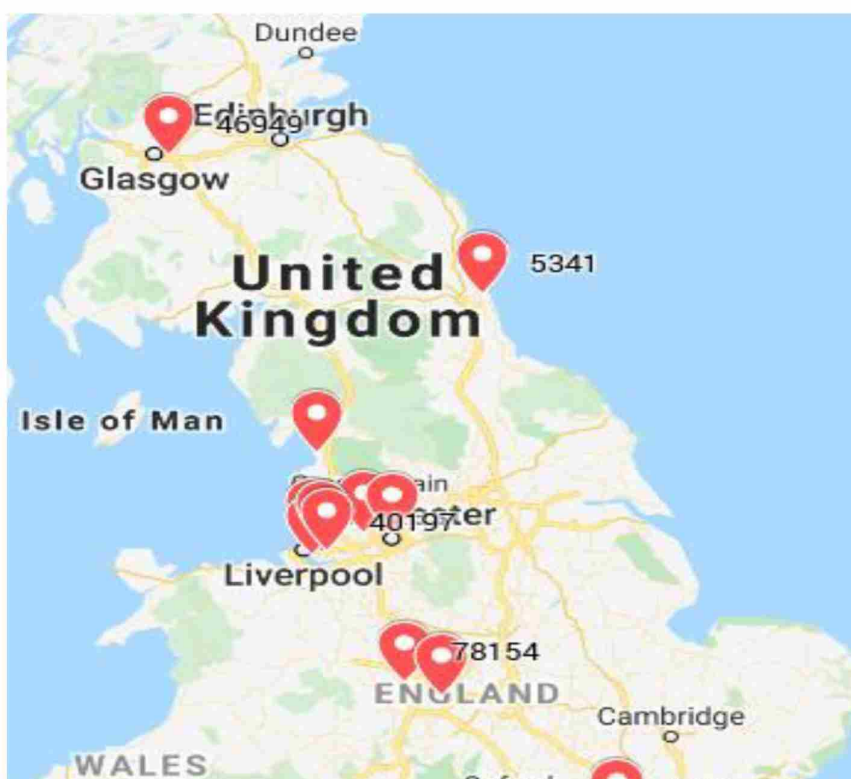 Dundee
Edinburgh
46949
Glasgow
5341
United
Kingdom
Isle of Man
40197
Liverpool
78154
ENGLAND
Cambridge
WALES